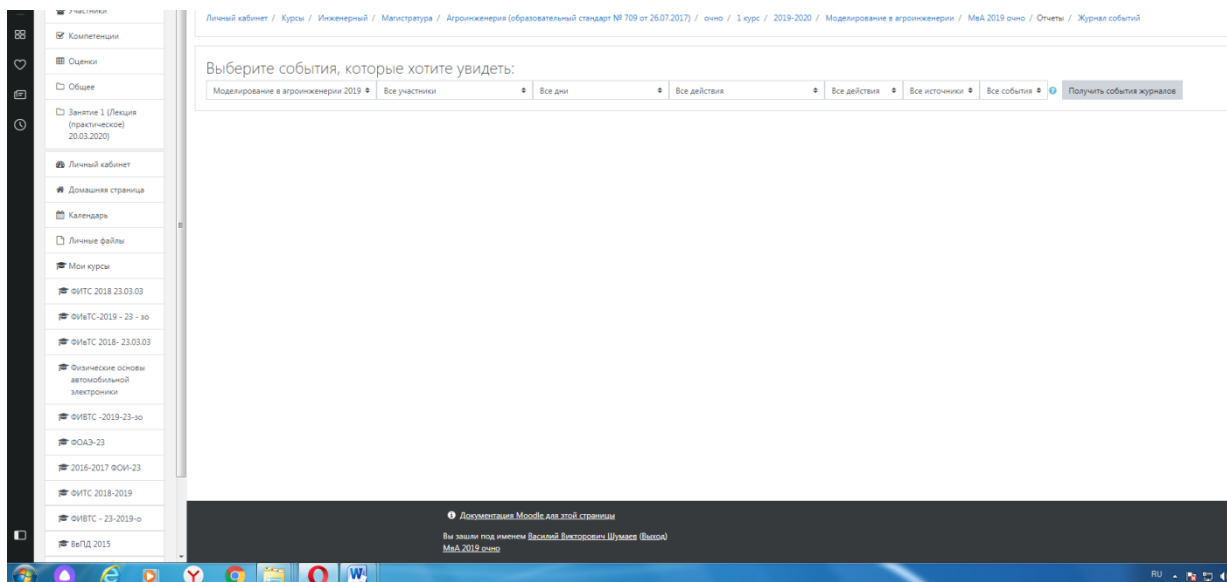 Участники
Личный кабинет / Курсы / Инженерный / Магистратура / Агроинженерия (образовательный стандарт № 709 от 26.07.2017) / очно / 1 курс / 2019-2020 / Моделирование в агроинженерии / МвА 2019 очно / Отчеты / Журнал событий
Компетенции
Оценки
Общее
Занятие 1 (Лекция
(практическое)
20.03.2020)
Личный кабинет
Домашняя страница
Календарь
Личные файлы
Мои курсы
ФИТС 2018 23.03.03
ФИвТС-2019 - 23 - зо
ФИвТС 2018- 23.03.03
Физические основы
автомобильной
электроники
ФИВТС -2019-23-зо
ФОАЭ-23
2016-2017 ФОИ-23
ФИТС 2018-2019
ФИВТС - 23-2019-о
ВеПД 2015
Выберите события, которые хотите увидеть:
Моделирование в агроинженерии 2019 Все участники Все дни Все действия Все действия Все источники Все события Получить события журналов
Документация Moodle для этой страницы
Вы зашли под именем Василий Викторович Шумаев (Выход)
МвА 2019 очно
RU